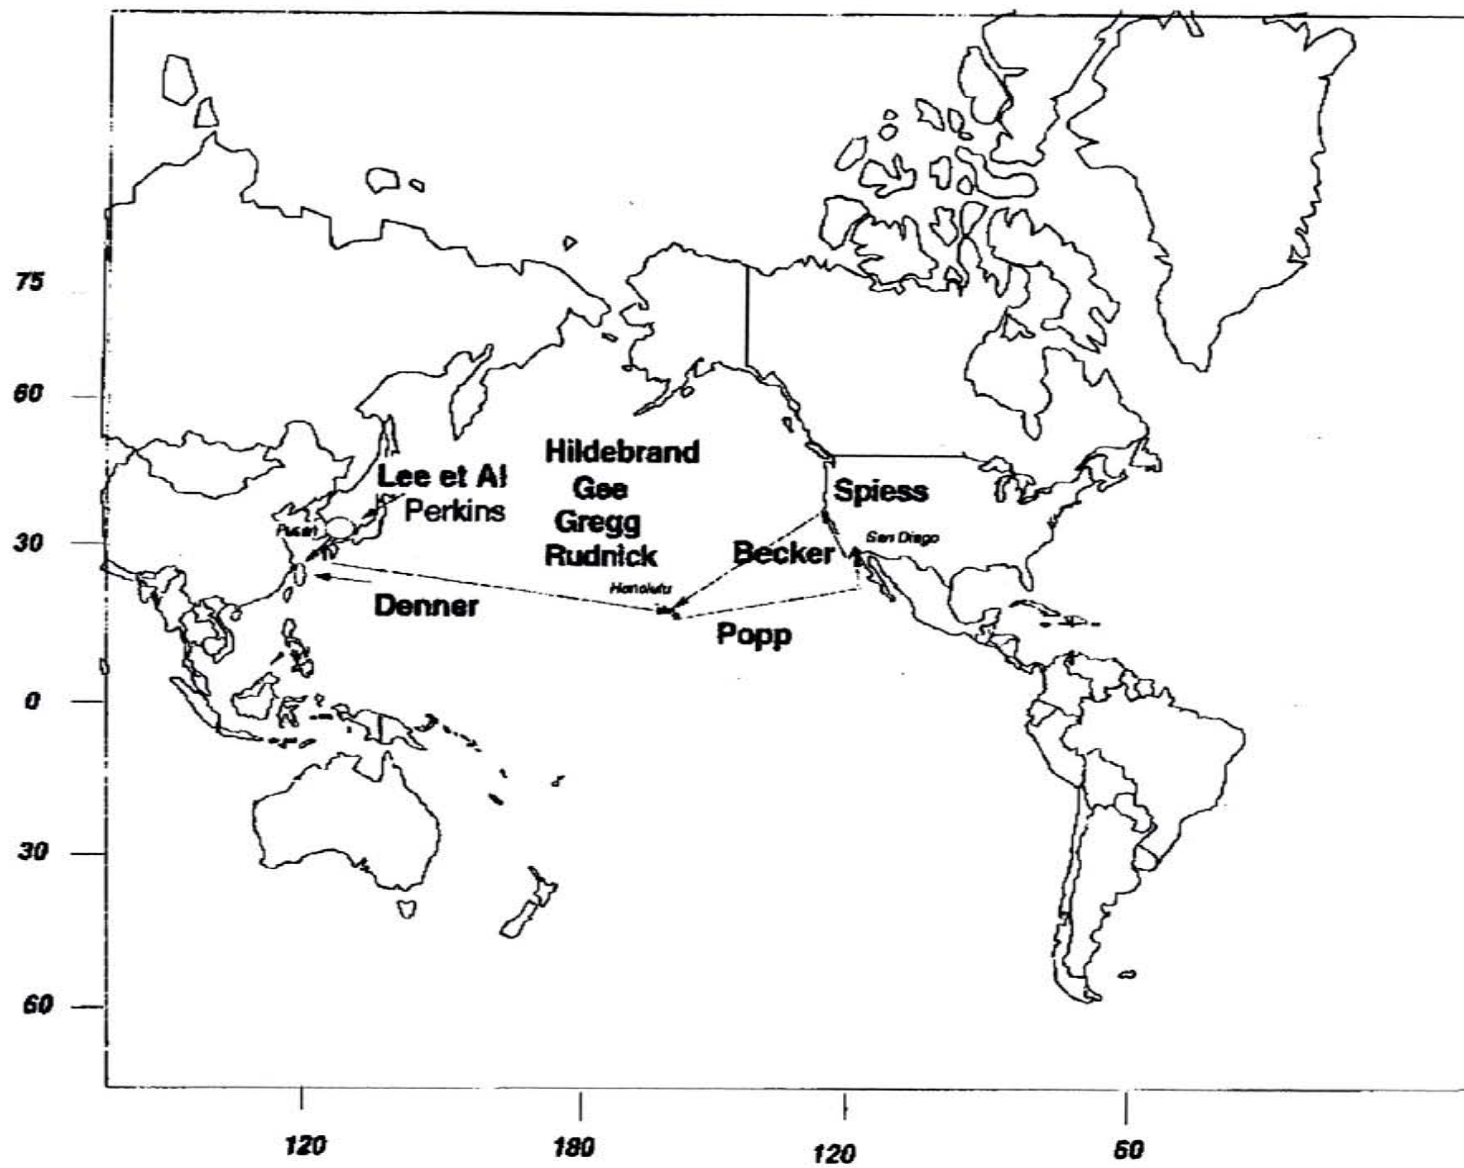 75
60
Hildebrand
Lee et Al
Gee
Spiess
Perkins
Gregg
Pusan
San Diego
30
Rudnick
Becker
Honolulu
Denner
Popp
0
30
60
120
180
120
60